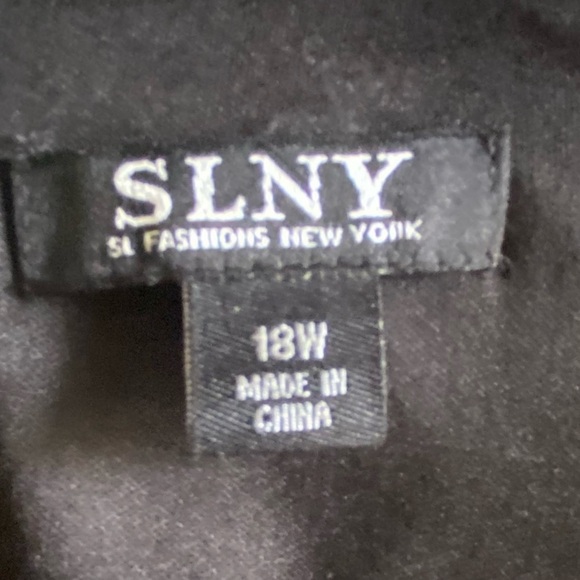 SLNY
SL FASHIONS NEW YORK
18W
MADE IN
CHINA